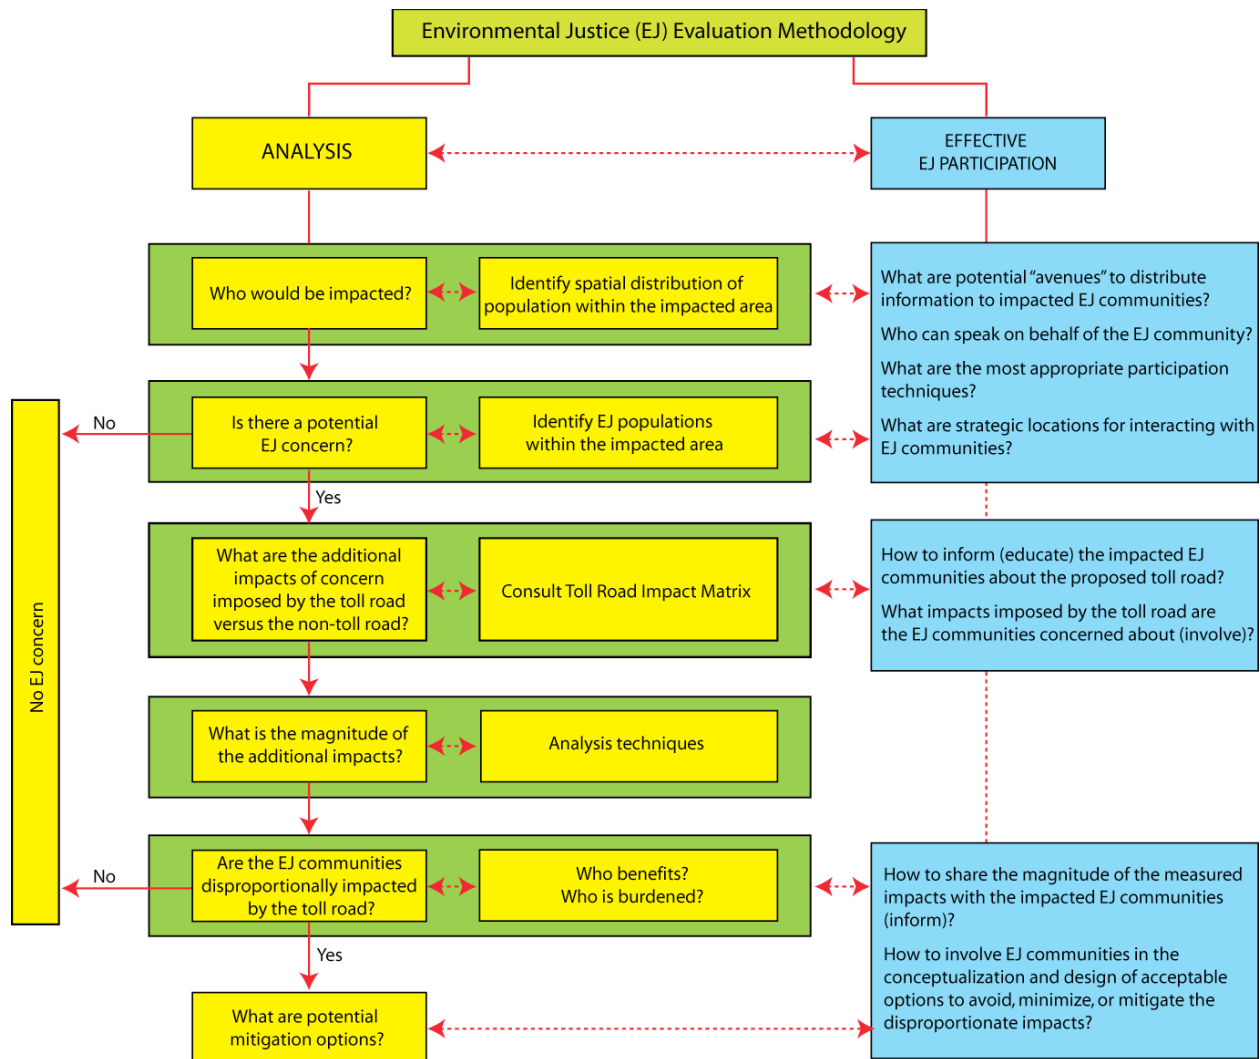 Environmental Justice (EJ) Evaluation Methodology
ANALYSIS
EFFECTIVE
EJ PARTICIPATION
Who would be impacted?
Identify spatial distribution of
population within the impacted area
What are potential “avenues” to distribute
information to impacted EJ communities?
Who can speak on behalf of the EJ community?
What are the most appropriate participation
techniques?
What are strategic locations for interacting with
EJ communities?
No
Is there a potential
EJ concern?
Identify EJ populations
within the impacted area
Yes
What are the additional
impacts of concern
imposed by the toll road
versus the non-toll road?
Consult Toll Road Impact Matrix
How to inform (educate) the impacted EJ
communities about the proposed toll road?
What impacts imposed by the toll road are
the EJ communities concerned about (involve)?
No EJ concern
What is the magnitude of
the additional impacts?
Analysis techniques
No
Are the EJ communities
disproportionally impacted
by the toll road?
Who benefits?
Who is burdened?
How to share the magnitude of the measured
impacts with the impacted EJ communities
(inform)?
How to involve EJ communities in the
conceptualization and design of acceptable
options to avoid, minimize, or mitigate the
disproportionate impacts?
Yes
What are potential
mitigation options?